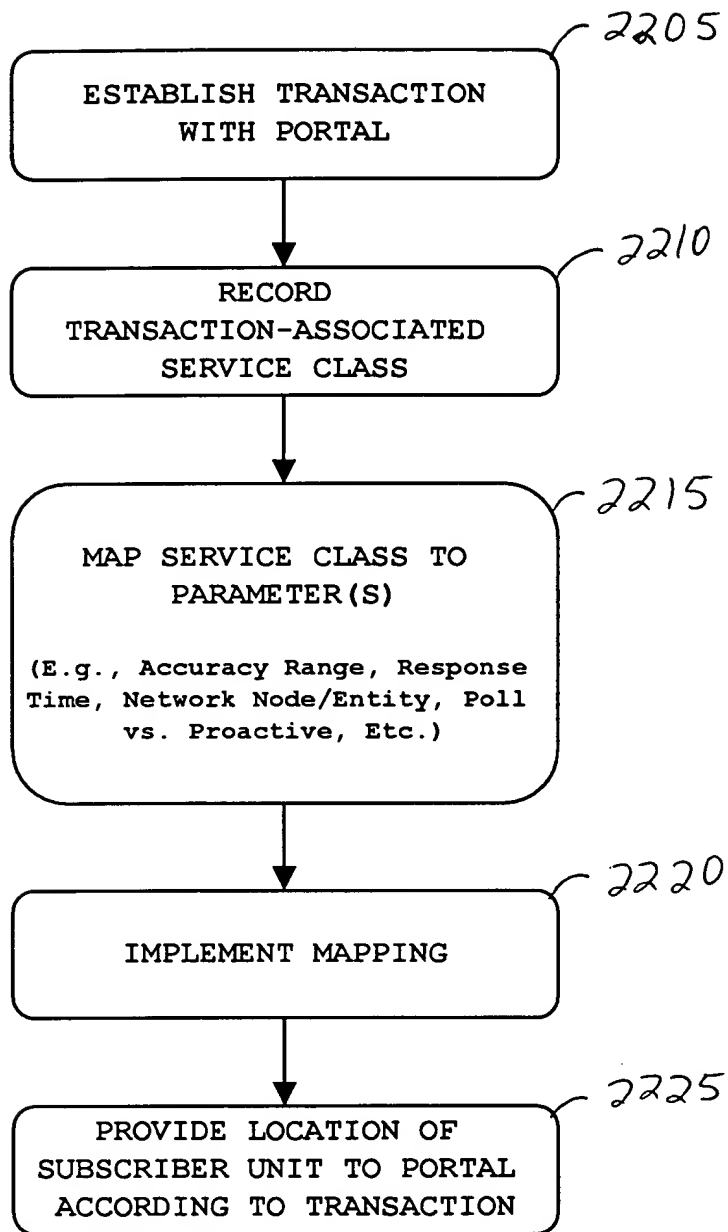 2205
ESTABLISH TRANSACTION
WITH PORTAL
2210
RECORD
TRANSACTION-ASSOCIATED
SERVICE CLASS
2215
MAP SERVICE CLASS TO
PARAMETER(S)
(E.g., Accuracy Range, Response
Time, Network Node/Entity, Poll
vs. Proactive, Etc.)
2220
IMPLEMENT MAPPING
2225
PROVIDE LOCATION OF
SUBSCRIBER UNIT TO PORTAL
ACCORDING TO TRANSACTION